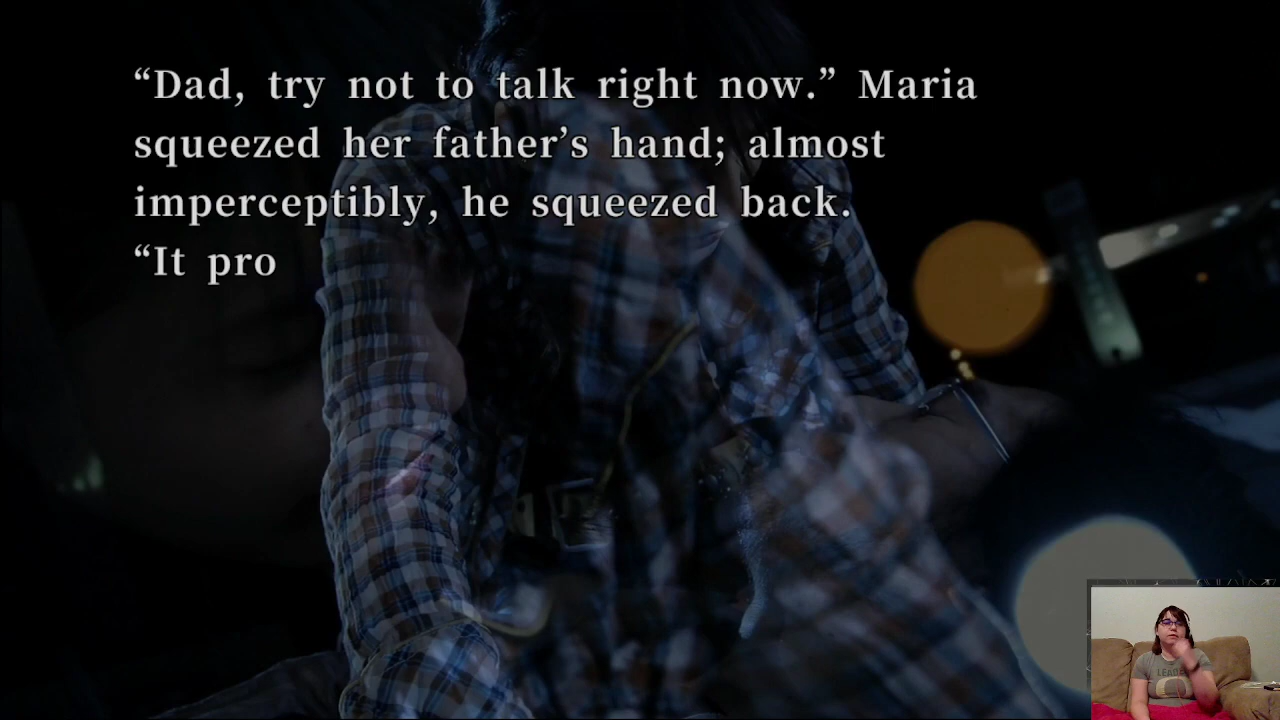 “Dad, try not to talk right now.” Maria
squeezed her father’s hand; almost
imperceptibly, he squeezed back.
“It pro